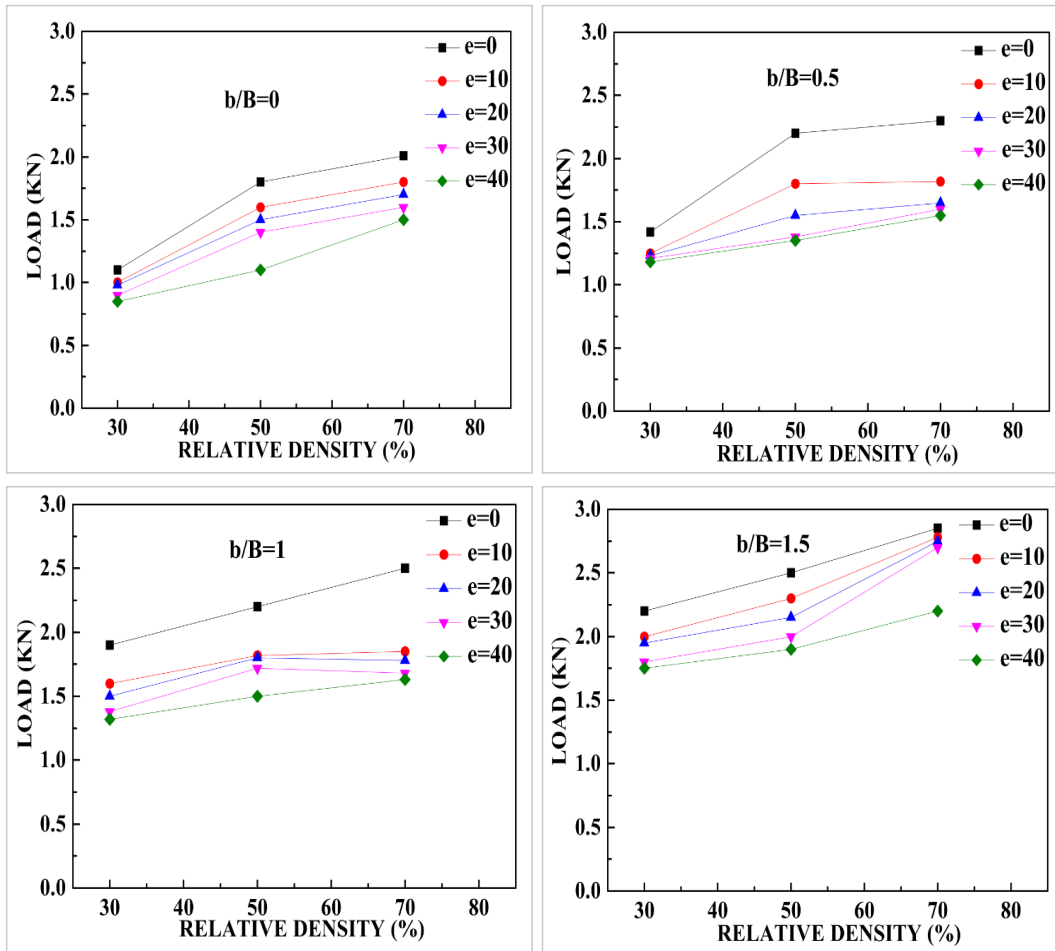 b/B=0
e=0
e=10
e=20
e=30
e=40
3.0
2.5
2.0
1.5
1.0
0.5
0.0
LOAD (KN)
30 40 50 60 70 80
RELATIVE DENSITY (%)
b/B=0.5
e=0
e=10
e=20
e=30
e=40
3.0
2.5
2.0
1.5
1.0
0.5
0.0
LOAD (KN)
30 40 50 60 70 80
RELATIVE DENSITY (%)
b/B=1
e=0
e=10
e=20
e=30
e=40
3.0
2.5
2.0
1.5
1.0
0.5
0.0
LOAD (KN)
30 40 50 60 70 80
RELATIVE DENSITY (%)
b/B=1.5
e=0
e=10
e=20
e=30
e=40
3.0
2.5
2.0
1.5
1.0
0.5
0.0
LOAD (KN)
30 40 50 60 70 80
RELATIVE DENSITY (%)